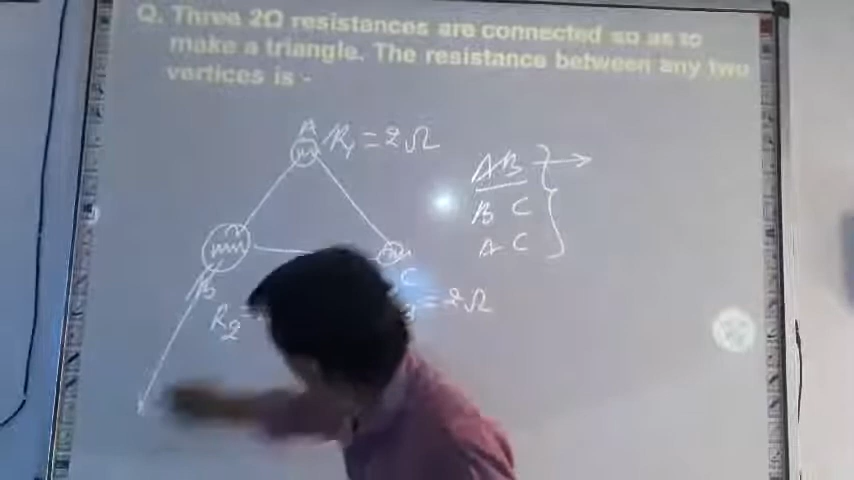 Q. Three 2Ω resistances are connected so as to
make a triangle. The resistance between any two
vertices is -
A R₁ = 2Ω
AB →
B C
A C
B
C
R₂ =
= 2Ω